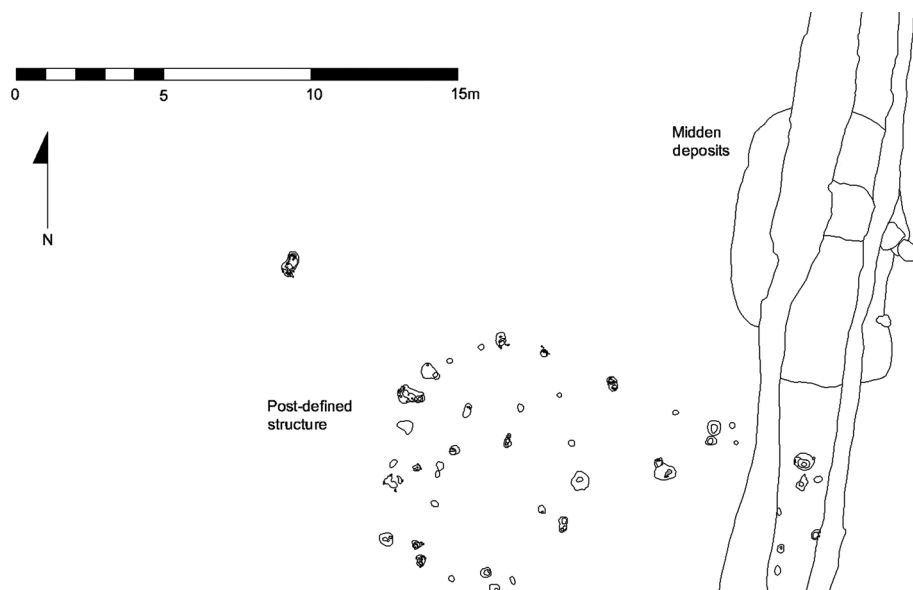 0 5 10 15m
Midden
deposits
N
Post-defined
structure